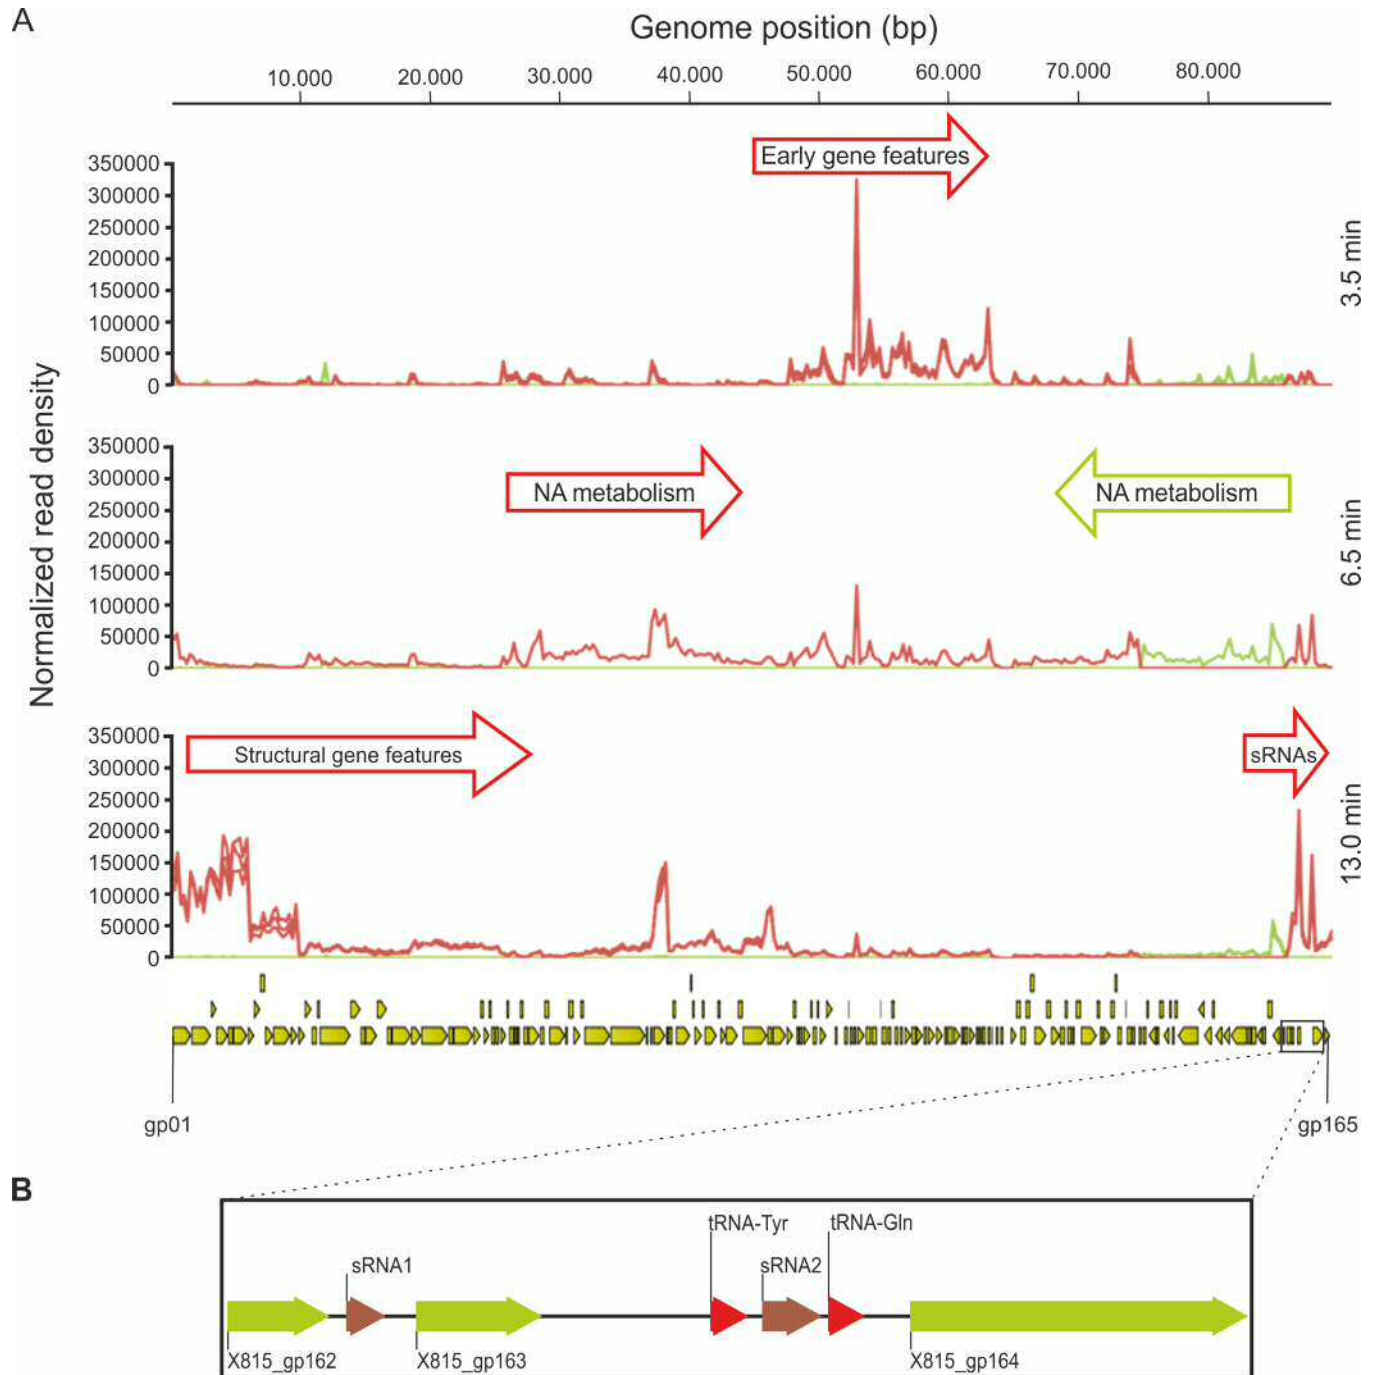 A
Genome position (bp)
10.000 20.000 30.000 40.000 50.000 60.000 70.000 80.000
Normalized read density
350000
300000
250000
200000
150000
100000
50000
0
Early gene features
3.5 min
350000
300000
250000
200000
150000
100000
50000
0
NA metabolism
NA metabolism
6.5 min
350000
300000
250000
200000
150000
100000
50000
0
Structural gene features
sRNAs
13.0 min
gp01
gp165
B
tRNA-Tyr
tRNA-Gln
sRNA1
sRNA2
X815_gp162
X815_gp163
X815_gp164